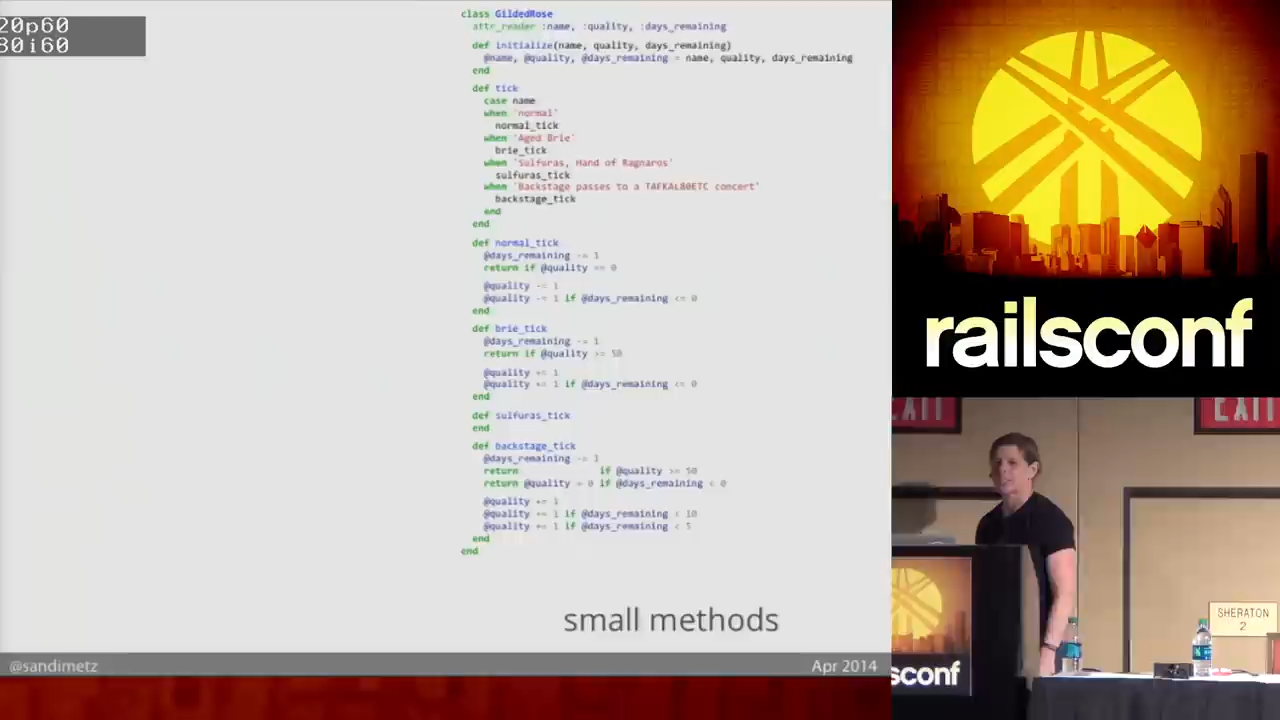 20p60
80i60
class GildedRose
attr_reader :name, :quality, :days_remaining
def initialize(name, quality, days_remaining)
@name, @quality, @days_remaining = name, quality, days_remaining
end
def tick
case name
when 'normal'
normal_tick
when 'Aged Brie'
brie_tick
when 'Sulfuras, Hand of Ragnaros'
sulfuras_tick
when 'Backstage passes to a TAFKAL80ETC concert'
backstage_tick
end
end
def normal_tick
@days_remaining -= 1
return if @quality == 0
@quality -= 1
@quality -= 1 if @days_remaining <= 0
end
def brie_tick
@days_remaining -= 1
return if @quality >= 50
@quality += 1
@quality += 1 if @days_remaining <= 0
end
def sulfuras_tick
end
def backstage_tick
@days_remaining -= 1
return if @quality >= 50
return @quality = 0 if @days_remaining < 0
@quality += 1
@quality += 1 if @days_remaining < 10
@quality += 1 if @days_remaining < 5
end
end
small methods
@sandimetz
Apr 2014
railsconf
EXIT
EXIT
SHERATON
2
sconf